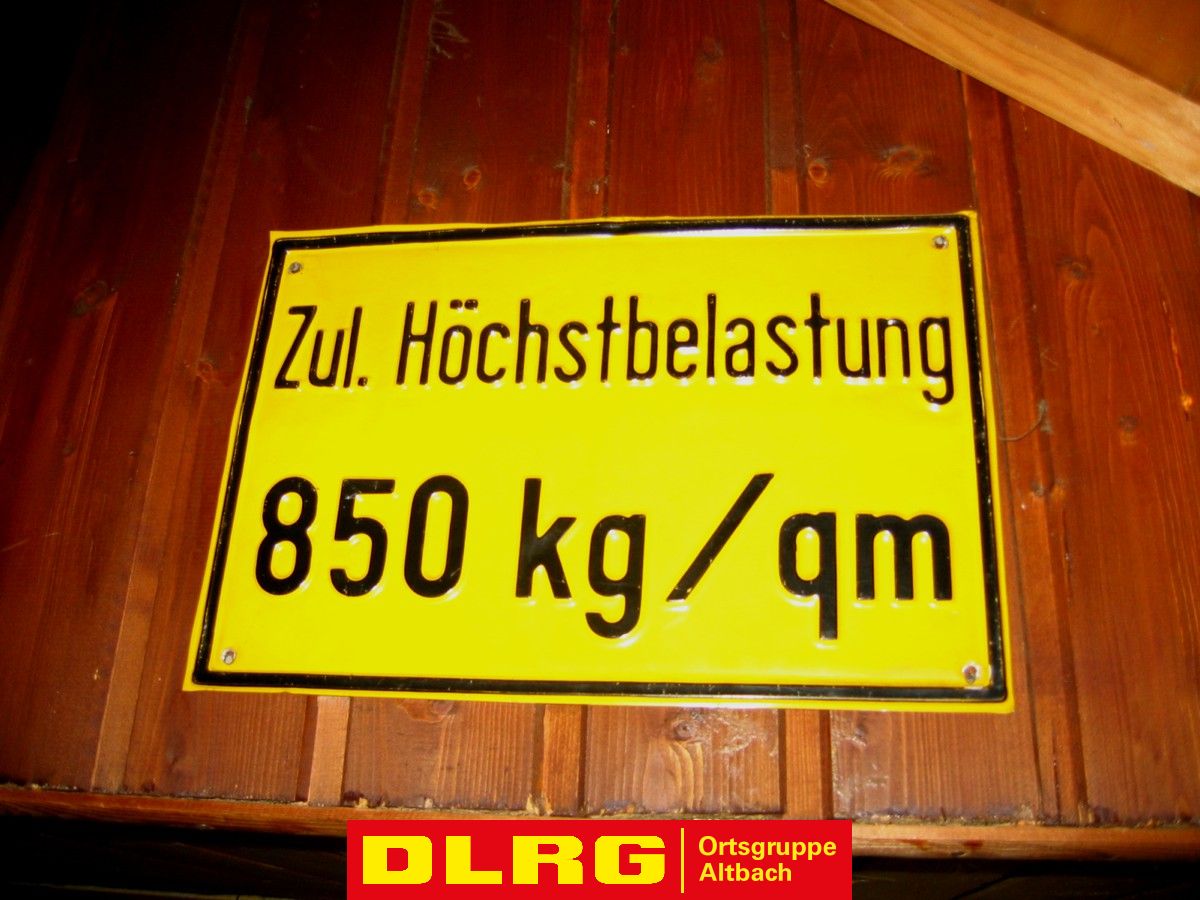 Zul. Höchstbelastung
850 kg/qm
DLRG
Ortsgruppe
Altbach